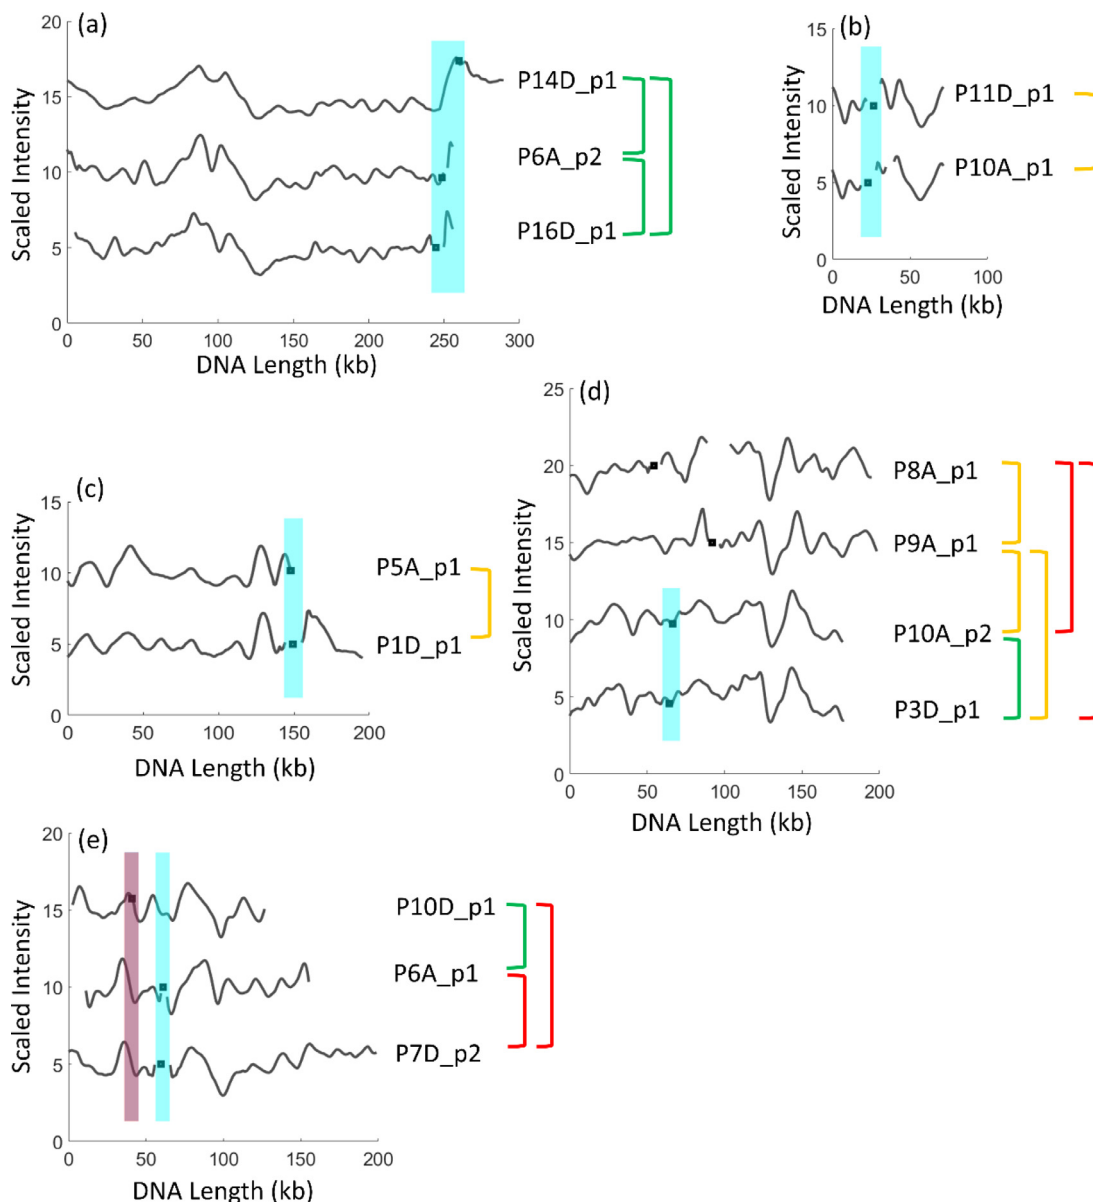 (a)
20
15
10
5
0
Scaled Intensity
0 50 100 150 200 250 300
DNA Length (kb)
P14D_p1
P6A_p2
P16D_p1
(b)
15
10
5
0
Scaled Intensity
0 50 100
DNA Length (kb)
P11D_p1
P10A_p1
(c)
15
10
5
0
Scaled Intensity
0 50 100 150 200
DNA Length (kb)
P5A_p1
P1D_p1
(d)
25
20
15
10
5
0
Scaled Intensity
0 50 100 150 200
DNA Length (kb)
P8A_p1
P9A_p1
P10A_p2
P3D_p1
(e)
20
15
10
5
0
Scaled Intensity
0 50 100 150 200
DNA Length (kb)
P10D_p1
P6A_p1
P7D_p2